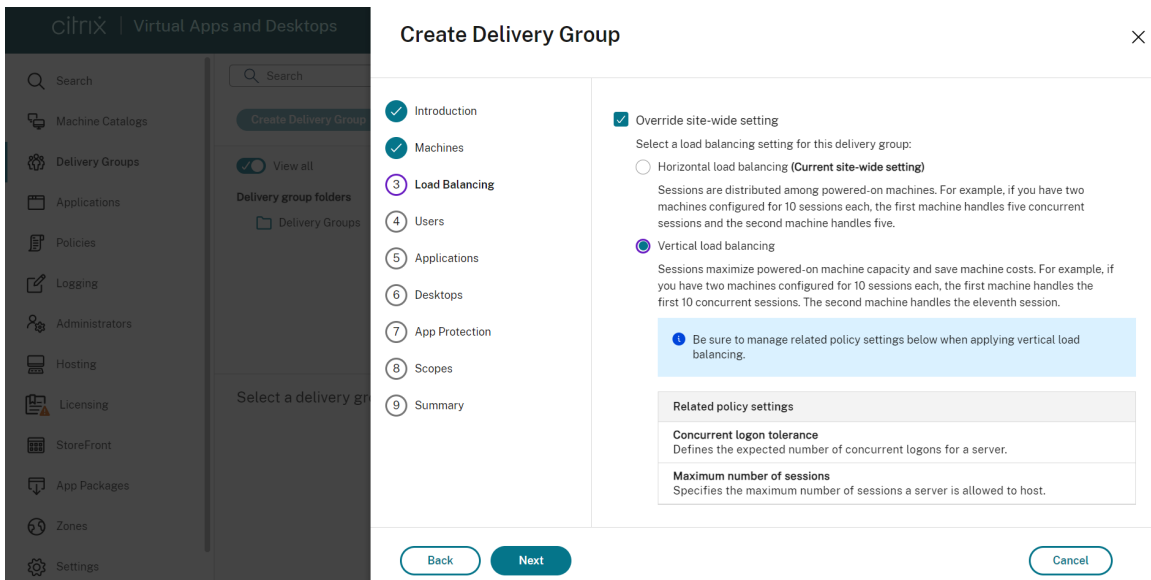 citrix | Virtual Apps and Desktops
Search
Machine Catalogs
Delivery Groups
Applications
Policies
Logging
Administrators
Hosting
Licensing
StoreFront
App Packages
Zones
Settings
Search
Create Delivery Group
View all
Delivery group folders
Delivery Groups
Select a delivery gr
Create Delivery Group
Introduction
Machines
3 Load Balancing
4 Users
5 Applications
6 Desktops
7 App Protection
8 Scopes
9 Summary
Override site-wide setting
Select a load balancing setting for this delivery group:
Horizontal load balancing (Current site-wide setting)
Sessions are distributed among powered-on machines. For example, if you have two
machines configured for 10 sessions each, the first machine handles five concurrent
sessions and the second machine handles five.
Vertical load balancing
Sessions maximize powered-on machine capacity and save machine costs. For example, if
you have two machines configured for 10 sessions each, the first machine handles the
first 10 concurrent sessions. The second machine handles the eleventh session.
Be sure to manage related policy settings below when applying vertical load
balancing.
Related policy settings
Concurrent logon tolerance
Defines the expected number of concurrent logons for a server.
Maximum number of sessions
Specifies the maximum number of sessions a server is allowed to host.
Back
Next
Cancel